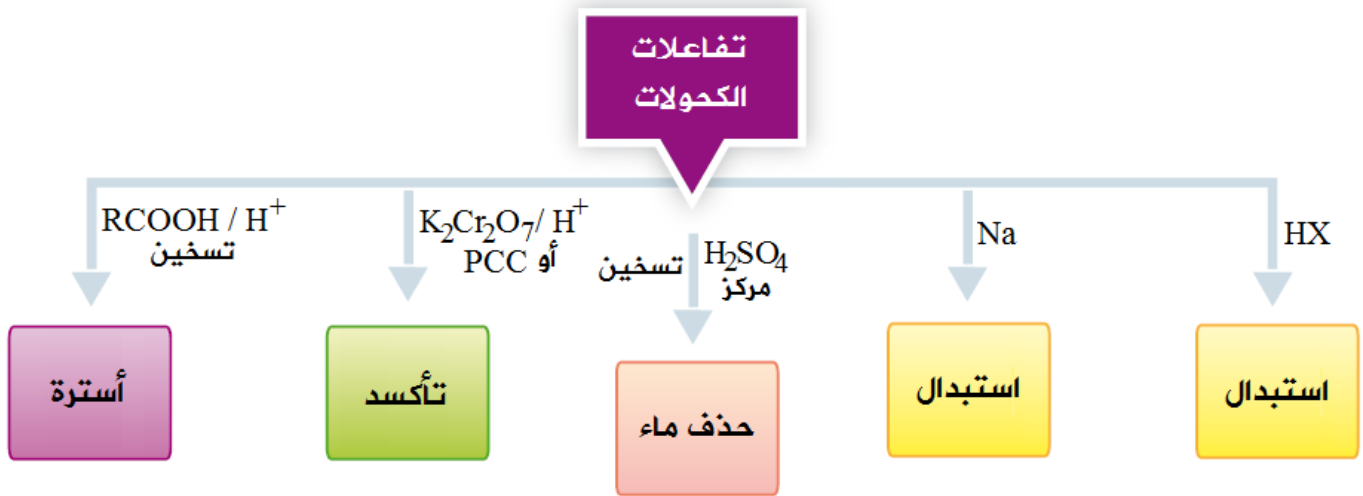 تفاعلات
الكحولات
HX
Na
H₂SO₄
مركز
تسخين
K₂Cr₂O₇/ H⁺
أو PCC
RCOOH / H⁺
تسخين
استبدال
استبدال
حذف ماء
تأكسد
أسترة